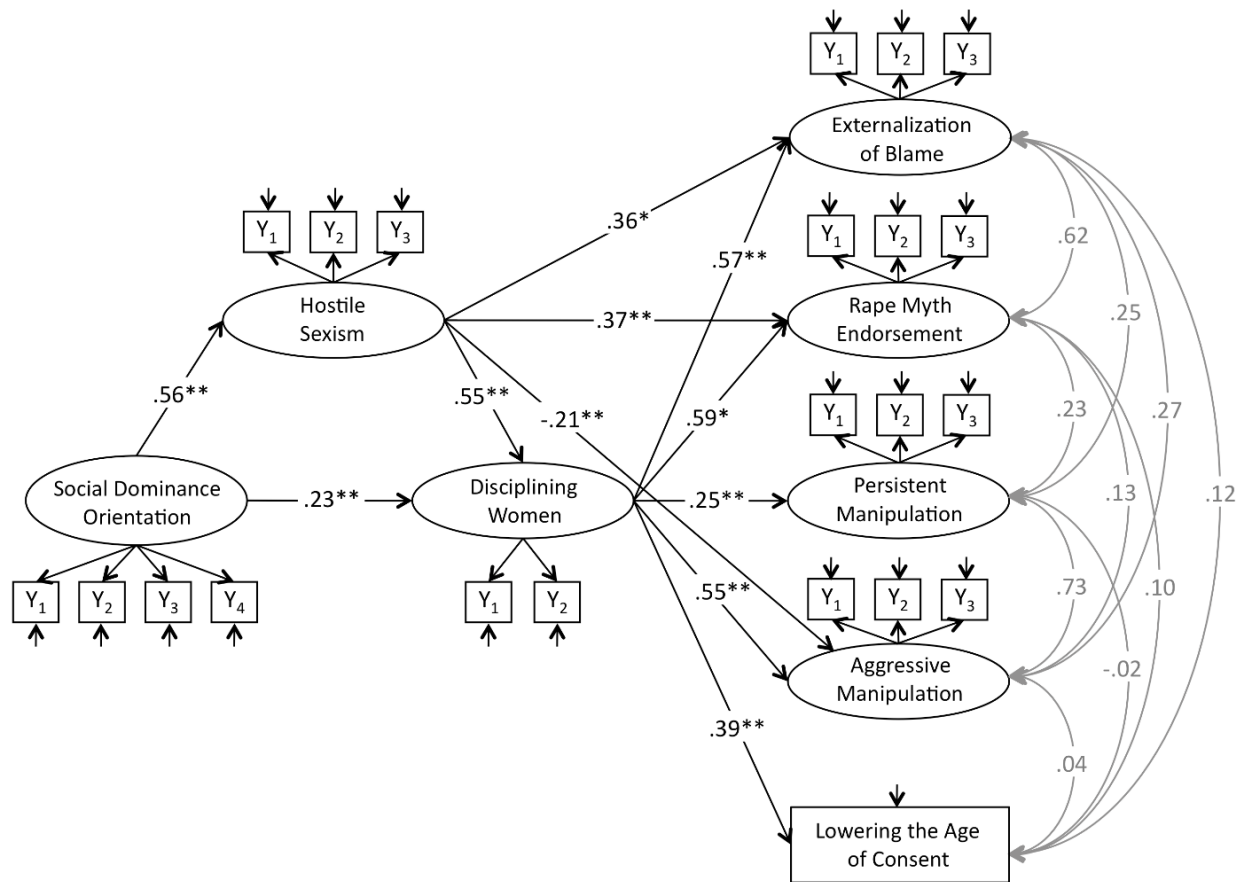 Y1 Y2 Y3
Externalization
of Blame
Y1 Y2 Y3
Hostile
Sexism
.36*
.57**
.62
Y1 Y2 Y3
Rape Myth
Endorsement
.37**
.25
.56**
.55**
-.21**
.59*
Y1 Y2 Y3
.23
.27
Social Dominance
Orientation
.23**
Disciplining
Women
.25**
Persistent
Manipulation
.13
.12
Y1 Y2 Y3 Y4
Y1 Y2
.55**
Y1 Y2 Y3
.73
.10
Aggressive
Manipulation
-.02
.39**
.04
Lowering the Age
of Consent